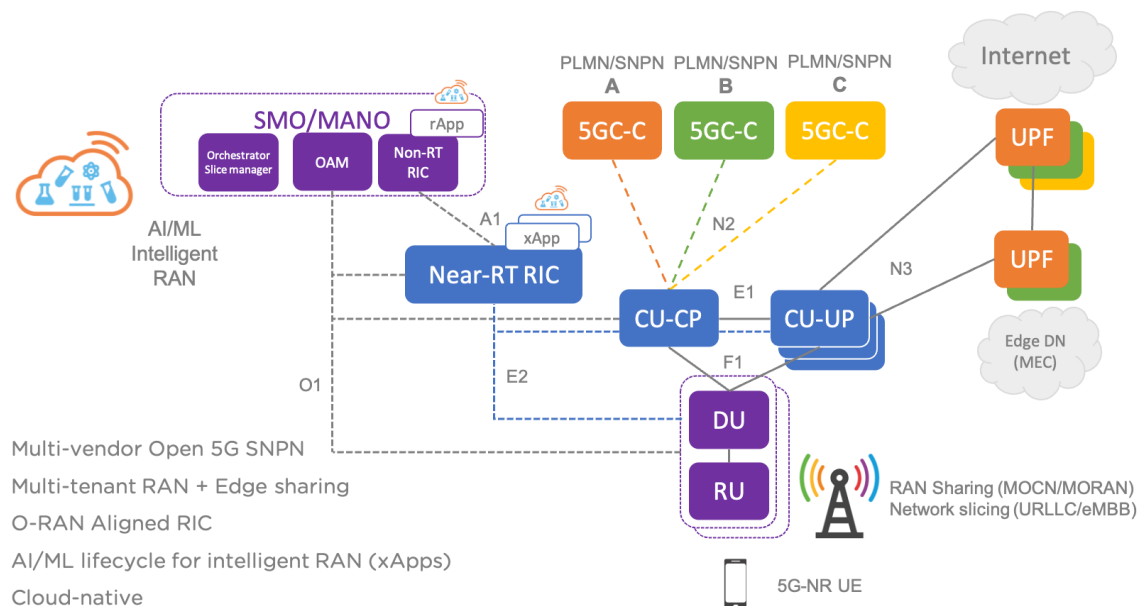 PLMN/SNPN
A
PLMN/SNPN
B
PLMN/SNPN
C
Internet
SMO/MANO
rApp
Orchestrator
Slice manager
OAM
Non-RT
RIC
5GC-C
5GC-C
5GC-C
UPF
AI/ML
Intelligent
RAN
A1
xApp
N2
Near-RT RIC
UPF
N3
E1
CU-CP
CU-UP
Edge DN
(MEC)
F1
O1
E2
DU
RU
Multi-vendor Open 5G SNPN
Multi-tenant RAN + Edge sharing
O-RAN Aligned RIC
AI/ML lifecycle for intelligent RAN (xApps)
Cloud-native
RAN Sharing (MOCN/MORAN)
Network slicing (URLLC/eMBB)
5G-NR UE